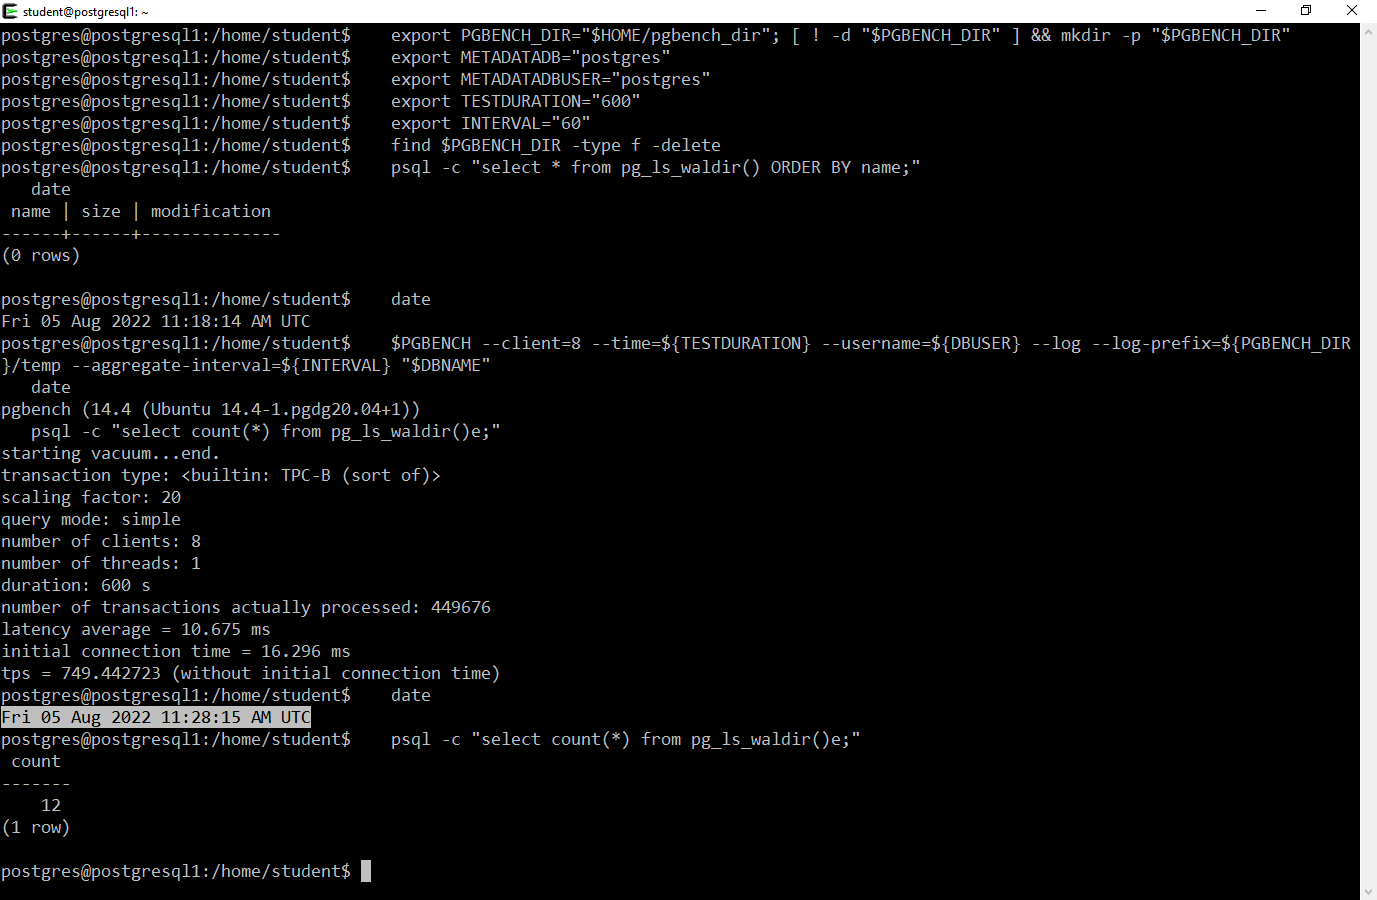 student@postgresql1: ~
postgres@postgresql1:/home/student$    export PGBENCH_DIR="$HOME/pgbench_dir"; [ ! -d "$PGBENCH_DIR" ] && mkdir -p "$PGBENCH_DIR"
postgres@postgresql1:/home/student$    export METADATADB="postgres"
postgres@postgresql1:/home/student$    export METADATADBUSER="postgres"
postgres@postgresql1:/home/student$    export TESTDURATION="600"
postgres@postgresql1:/home/student$    export INTERVAL="60"
postgres@postgresql1:/home/student$    find $PGBENCH_DIR -type f -delete
postgres@postgresql1:/home/student$    psql -c "select * from pg_ls_waldir() ORDER BY name;"
   date
 name | size | modification
------+------+--------------
(0 rows)

postgres@postgresql1:/home/student$    date
Fri 05 Aug 2022 11:18:14 AM UTC
postgres@postgresql1:/home/student$    $PGBENCH --client=8 --time=${TESTDURATION} --username=${DBUSER} --log --log-prefix=${PGBENCH_DIR
}/temp --aggregate-interval=${INTERVAL} "$DBNAME"
   date
pgbench (14.4 (Ubuntu 14.4-1.pgdg20.04+1))
   psql -c "select count(*) from pg_ls_waldir()e;"
starting vacuum...end.
transaction type: <builtin: TPC-B (sort of)>
scaling factor: 20
query mode: simple
number of clients: 8
number of threads: 1
duration: 600 s
number of transactions actually processed: 449676
latency average = 10.675 ms
initial connection time = 16.296 ms
tps = 749.442723 (without initial connection time)
postgres@postgresql1:/home/student$    date
Fri 05 Aug 2022 11:28:15 AM UTC
postgres@postgresql1:/home/student$    psql -c "select count(*) from pg_ls_waldir()e;"
 count
-------
    12
(1 row)

postgres@postgresql1:/home/student$